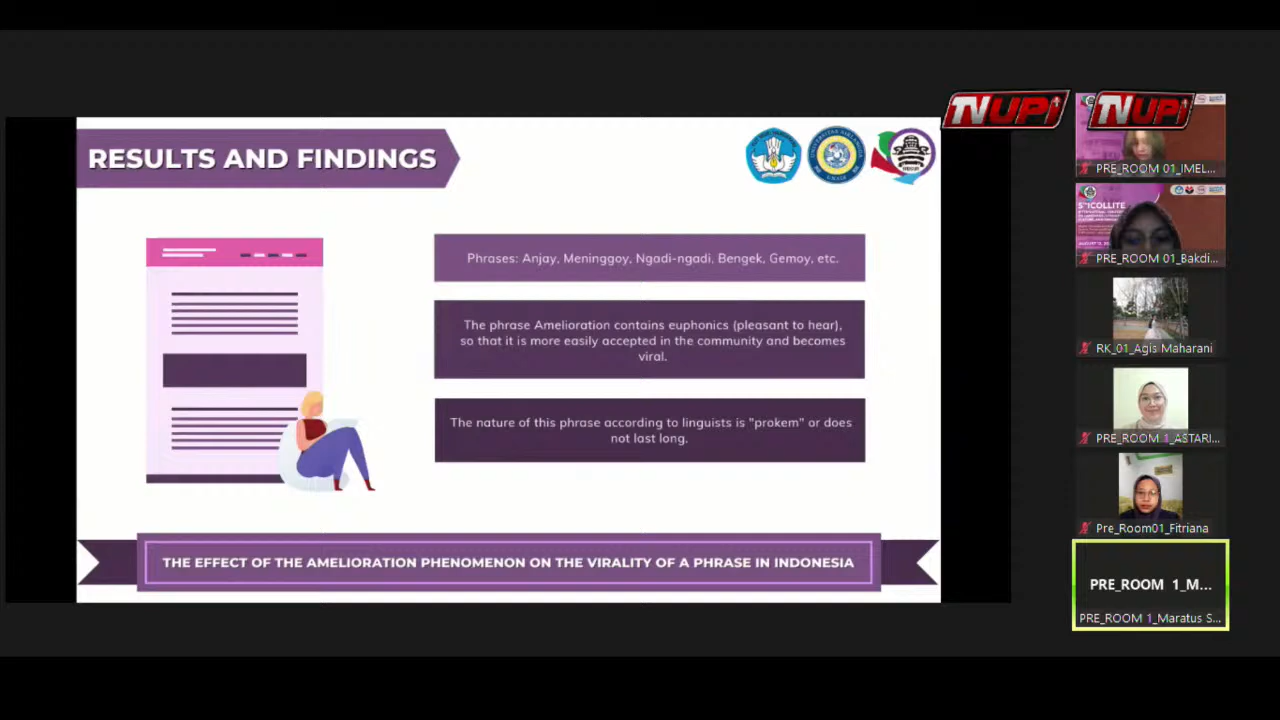 RESULTS AND FINDINGS
Phrases: Anjay, Meninggoy, Ngadi-ngadi, Bengek, Gemoy, etc.
The phrase Amelioration contains euphonics (pleasant to hear),
so that it is more easily accepted in the community and becomes
viral.
The nature of this phrase according to linguists is "prokem" or does
not last long.
THE EFFECT OF THE AMELIORATION PHENOMENON ON THE VIRALITY OF A PHRASE IN INDONESIA
TVUPI
TVUPI
PRE_ROOM 01_IMEL...
ICOLLITE
PRE_ROOM 01_Bakdi...
RK_01_Agis Maharani
PRE_ROOM 1_ASTARI...
Pre_Room01_Fitriana
PRE_ROOM 1_M...
PRE_ROOM 1_Maratus S...